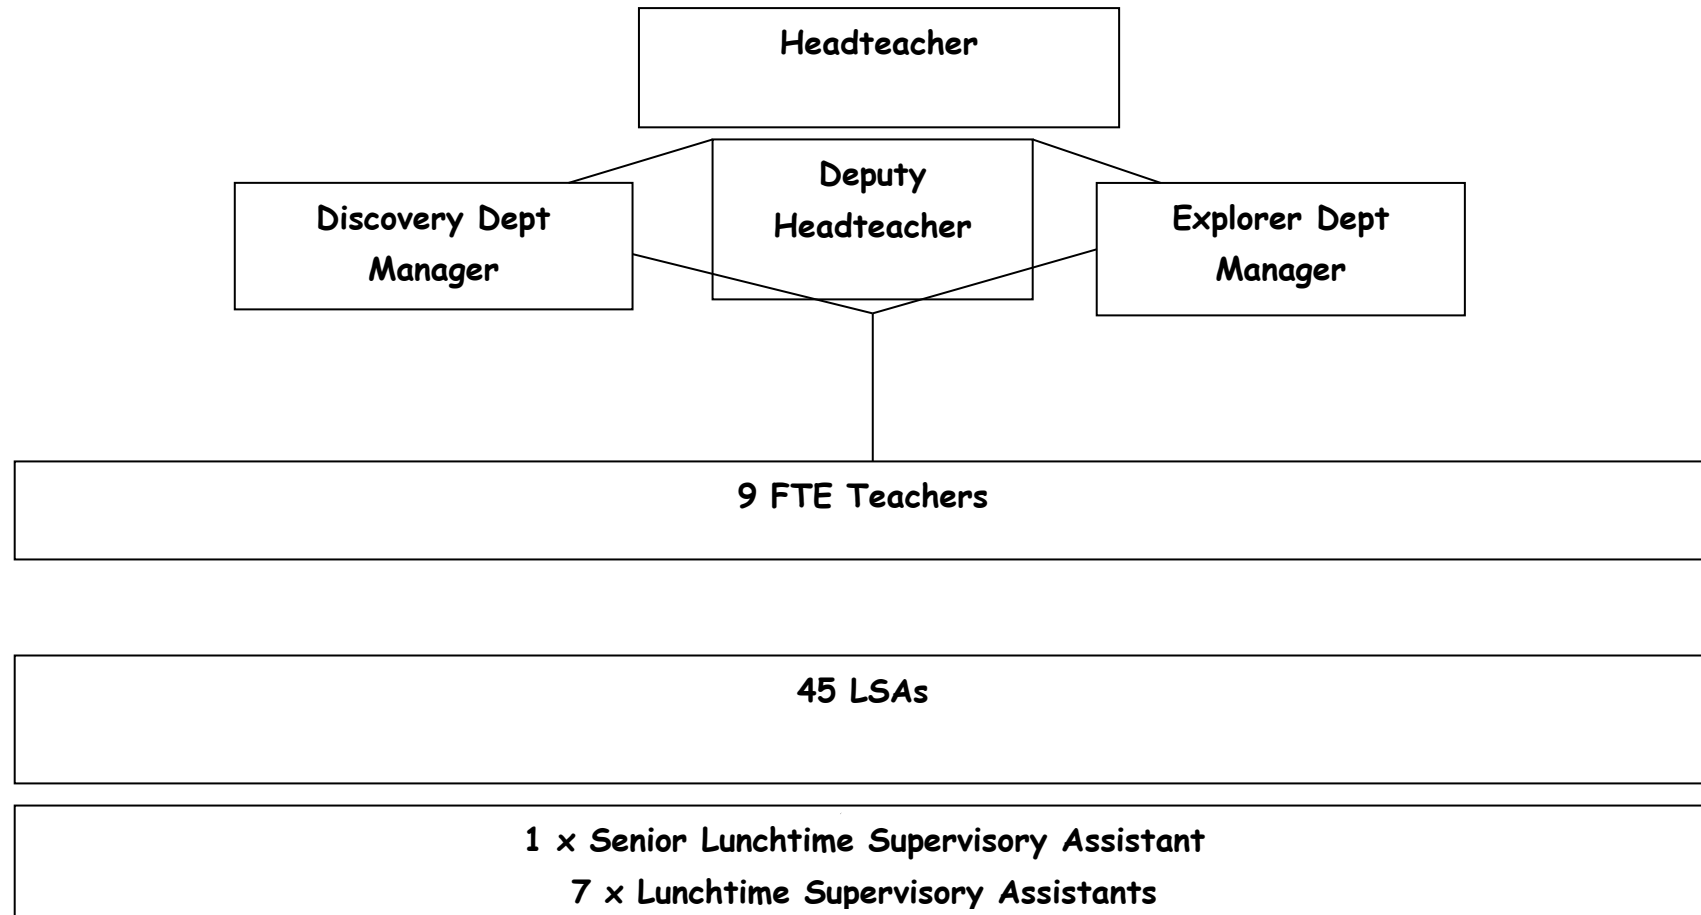 Headteacher
Deputy
Headteacher
Discovery Dept
Manager
Explorer Dept
Manager
9 FTE Teachers
45 LSAs
1 x Senior Lunchtime Supervisory Assistant
7 x Lunchtime Supervisory Assistants